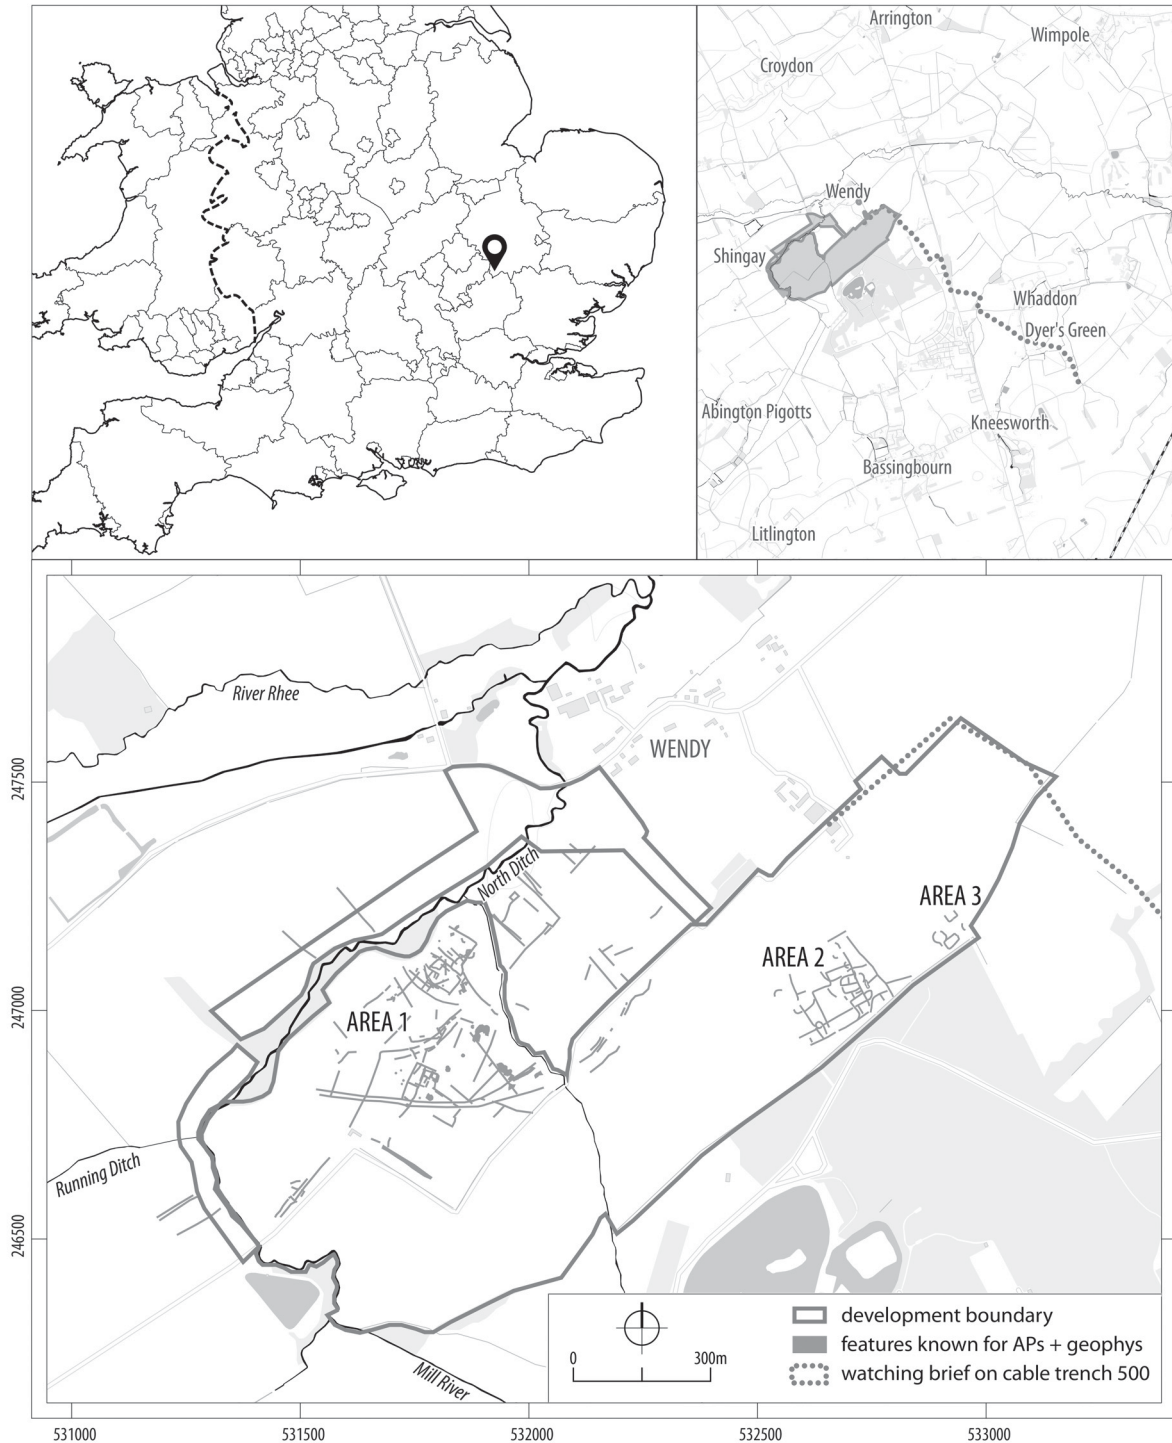 Arrington
Wimpole
Croydon
Wendy
Shingay
Whaddon
Dyer's Green
Abington Pigotts
Kneesworth
Bassingbourn
Litlington
River Rhee
WENDY
247500
North Ditch
AREA 3
AREA 2
247000
AREA 1
Running Ditch
246500
Mill River
development boundary
features known for APs + geophys
watching brief on cable trench 500
0
300m
531000
531500
532000
532500
533000